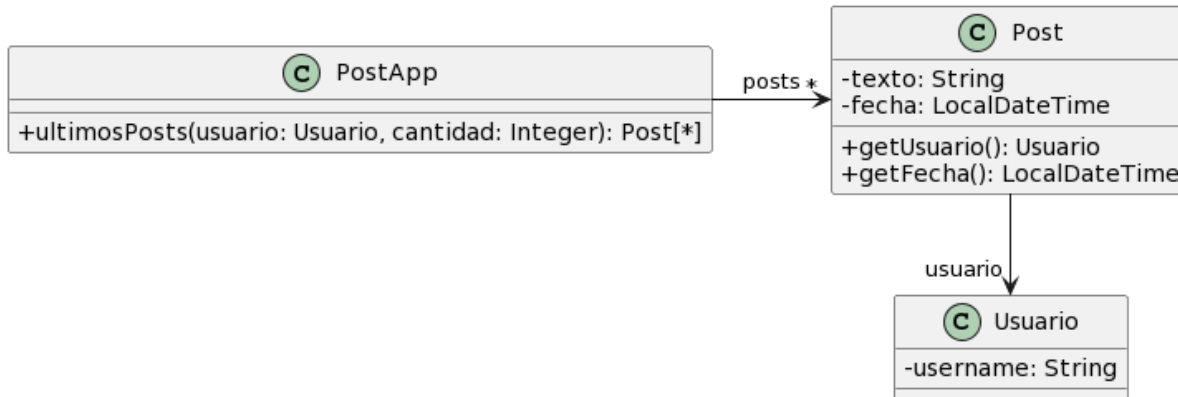 C PostApp
+ultimosPosts(usuario: Usuario, cantidad: Integer): Post[*]
posts *
C Post
-texto: String
-fecha: LocalDateTime
+getUsuario(): Usuario
+getFecha(): LocalDateTime
usuario
C Usuario
-username: String